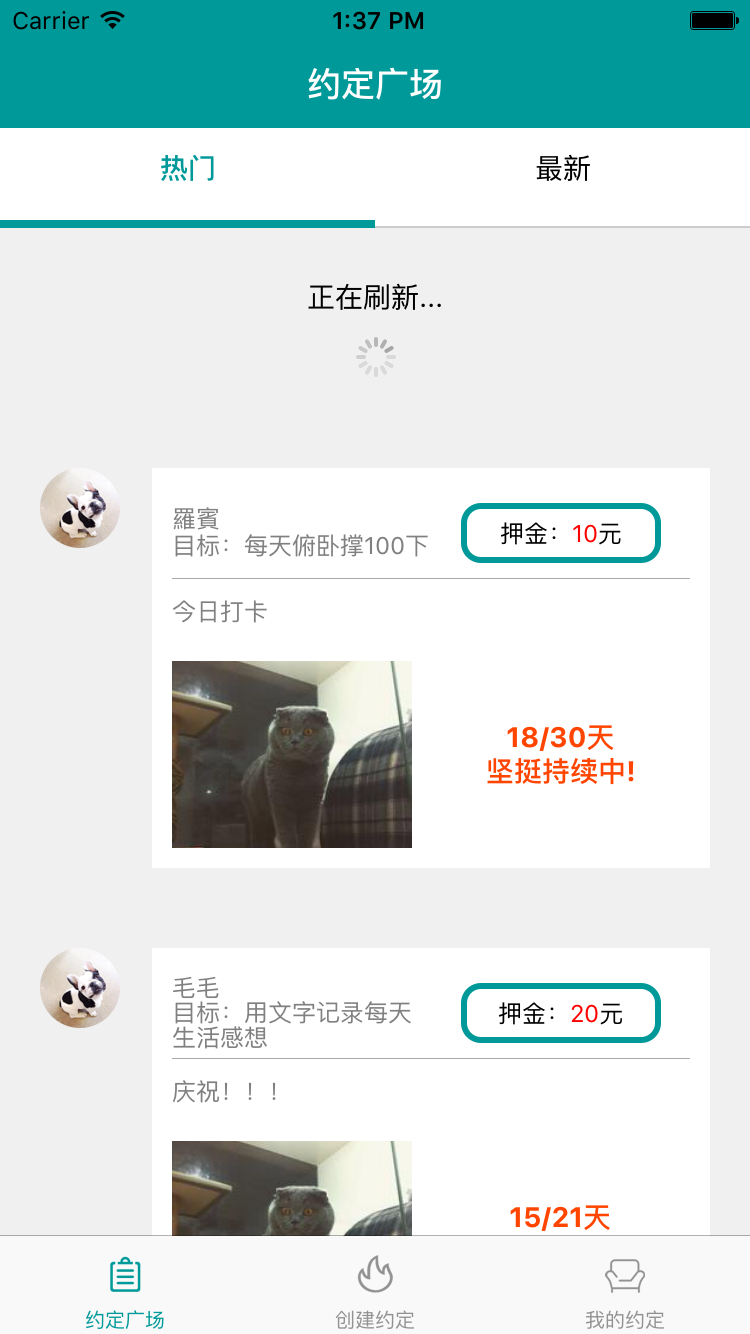 Carrier 1:37 PM
约定广场
热门 最新
正在刷新...
羅賓
目标：每天俯卧撑100下
押金：10元
今日打卡
18/30天
坚挺持续中!
毛毛
目标：用文字记录每天
生活感想
押金：20元
庆祝！！！
15/21天
约定广场 创建约定 我的约定